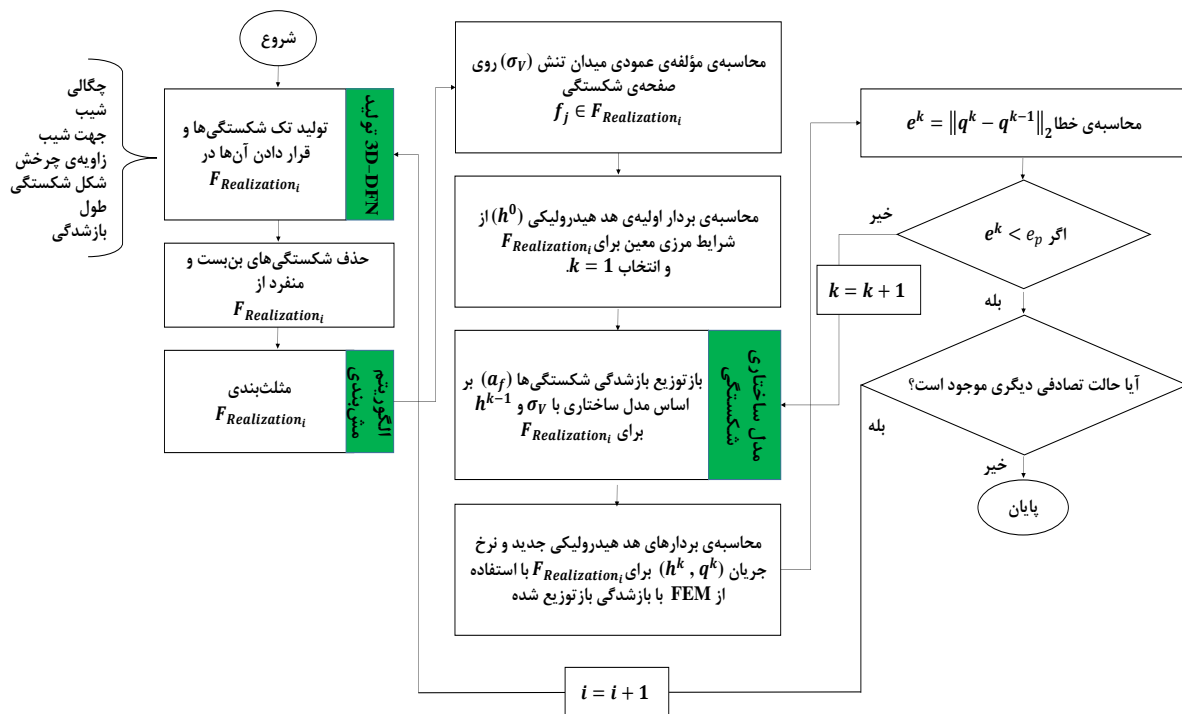 شروع
چگالی
شیب
جهت شیب
زاویه‌ی چرخش
شکل شکستگی
طول
بازشدگی
تولید تک شکستگی‌ها و
قرار دادن آن‌ها در
F_{Realization_i}
تولید 3D-DFN
حذف شکستگی‌های بن‌بست و
منفرد از
F_{Realization_i}
مثلث‌بندی
F_{Realization_i}
الگوریتم
مش‌بندی
محاسبه‌ی مؤلفه‌ی عمودی میدان تنش (σ_V) روی
صفحه‌ی شکستگی
f_j ∈ F_{Realization_i}
محاسبه‌ی بردار اولیه‌ی هد هیدرولیکی (h^0) از
شرایط مرزی معین برای F_{Realization_i}
و انتخاب k = 1.
بازتوزیع بازشدگی شکستگی‌ها (a_f) بر
اساس مدل ساختاری با σ_V و h^{k-1}
برای F_{Realization_i}
مدل ساختاری
شکستگی
محاسبه‌ی بردارهای هد هیدرولیکی جدید و نرخ
جریان (h^k , q^k) برای F_{Realization_i} با استفاده
از FEM با بازشدگی بازتوزیع شده
محاسبه‌ی خطا e^k = ‖q^k − q^{k−1}‖_2
اگر e^k < e_p
خیر
k = k + 1
بله
آیا حالت تصادفی دیگری موجود است؟
بله
خیر
پایان
i = i + 1